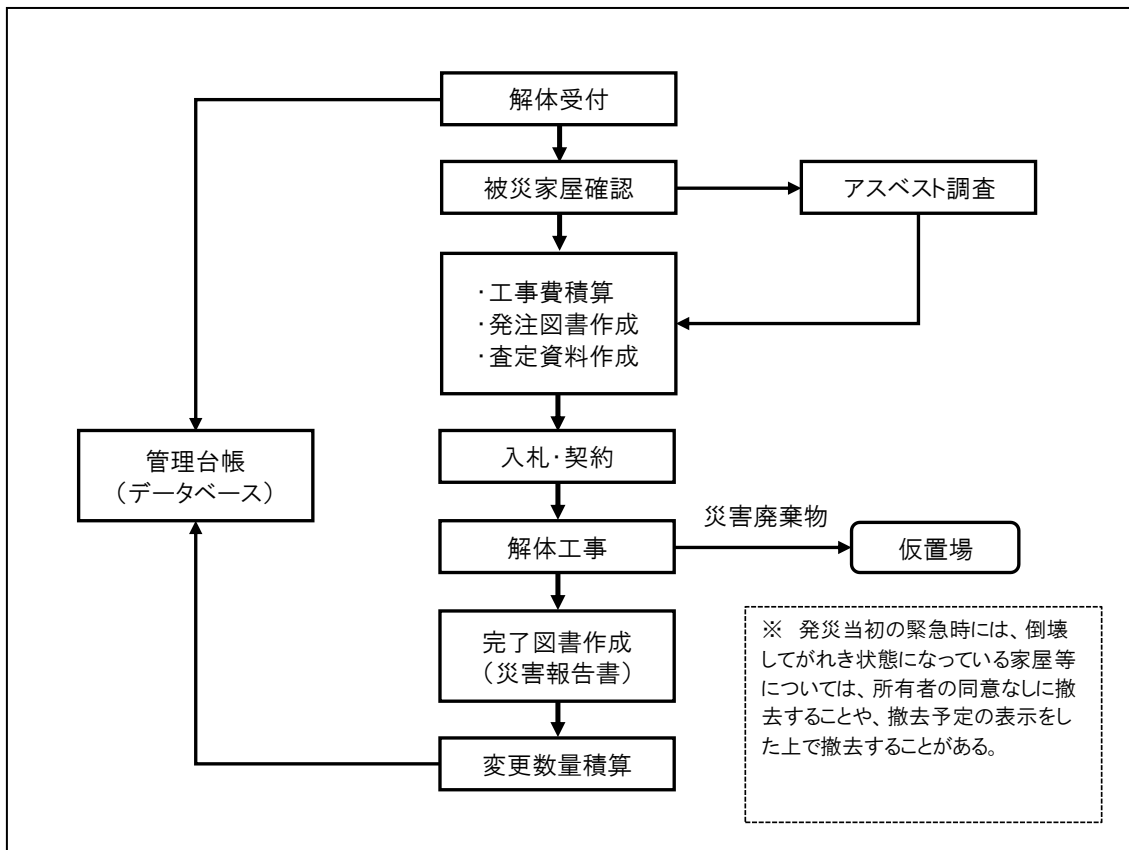 解体受付
被災家屋確認
アスベスト調査
・工事費積算
・発注図書作成
・査定資料作成
管理台帳
（データベース）
入札・契約
災害廃棄物
解体工事
仮置場
完了図書作成
（災害報告書）
変更数量積算
※　発災当初の緊急時には、倒壊
してがれき状態になっている家屋等
については、所有者の同意なしに撤
去することや、撤去予定の表示をし
た上で撤去することがある。